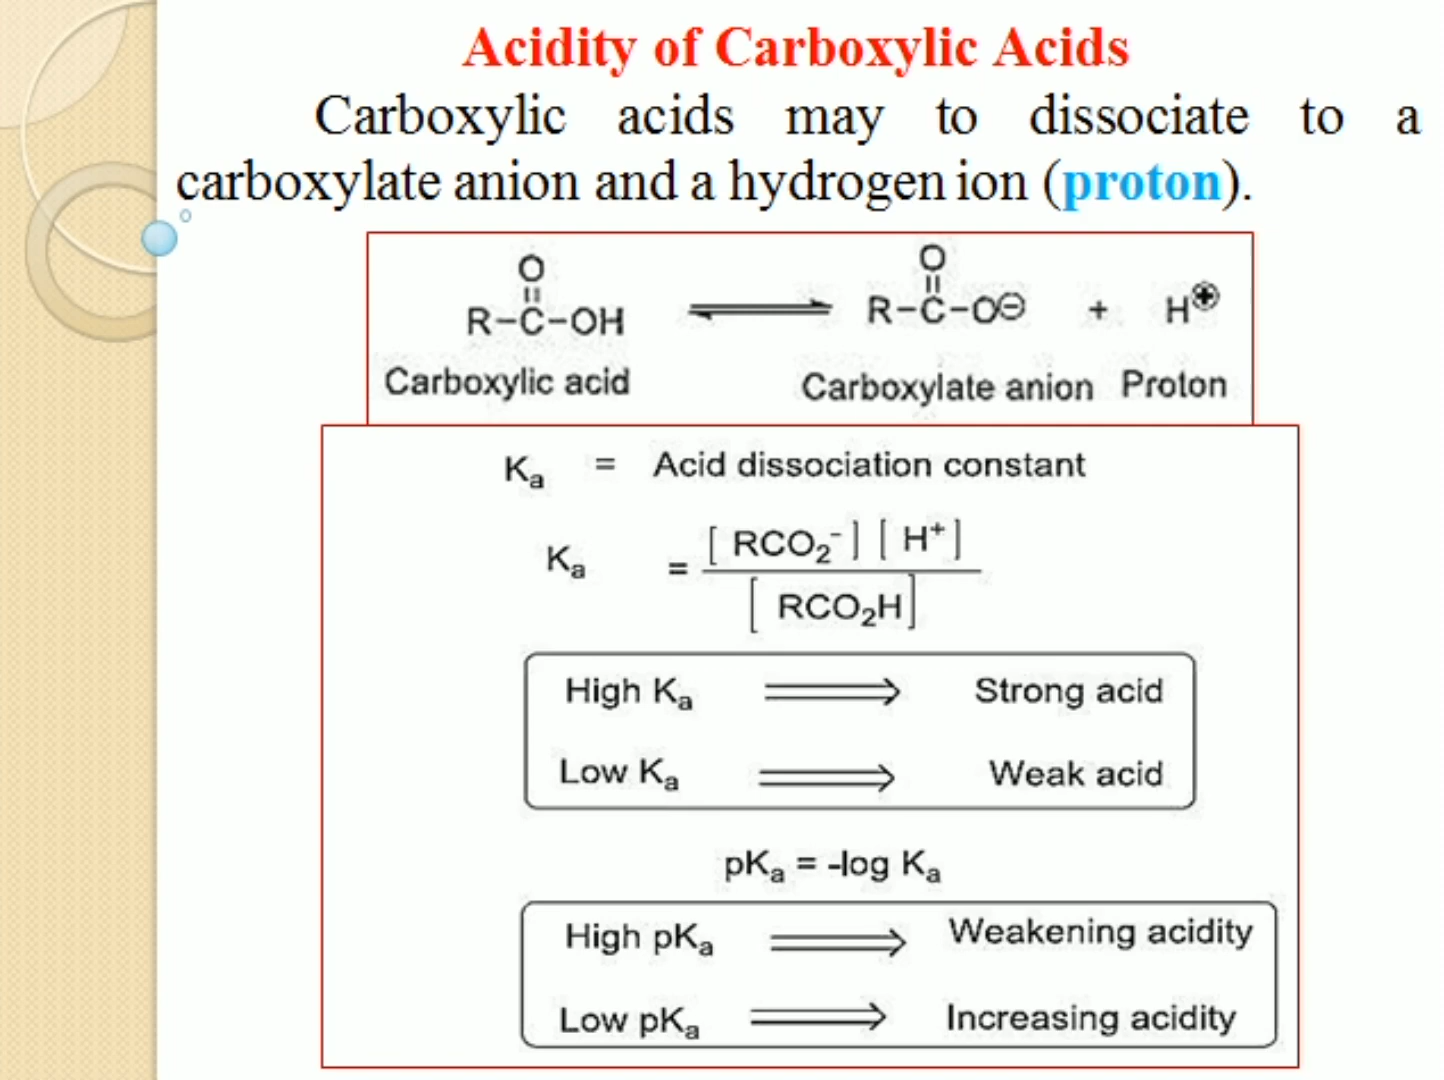 Acidity of Carboxylic Acids
Carboxylic acids may to dissociate to a
carboxylate anion and a hydrogen ion (proton).
O
R–C–OH
Carboxylic acid
O
R–C–O⊖ + H⊕
Carboxylate anion Proton
Ka = Acid dissociation constant
Ka = [ RCO2⁻ ] [ H⁺ ]
[ RCO2H ]
High Ka ⟹ Strong acid
Low Ka ⟹ Weak acid
pKa = -log Ka
High pKa ⟹ Weakening acidity
Low pKa ⟹ Increasing acidity